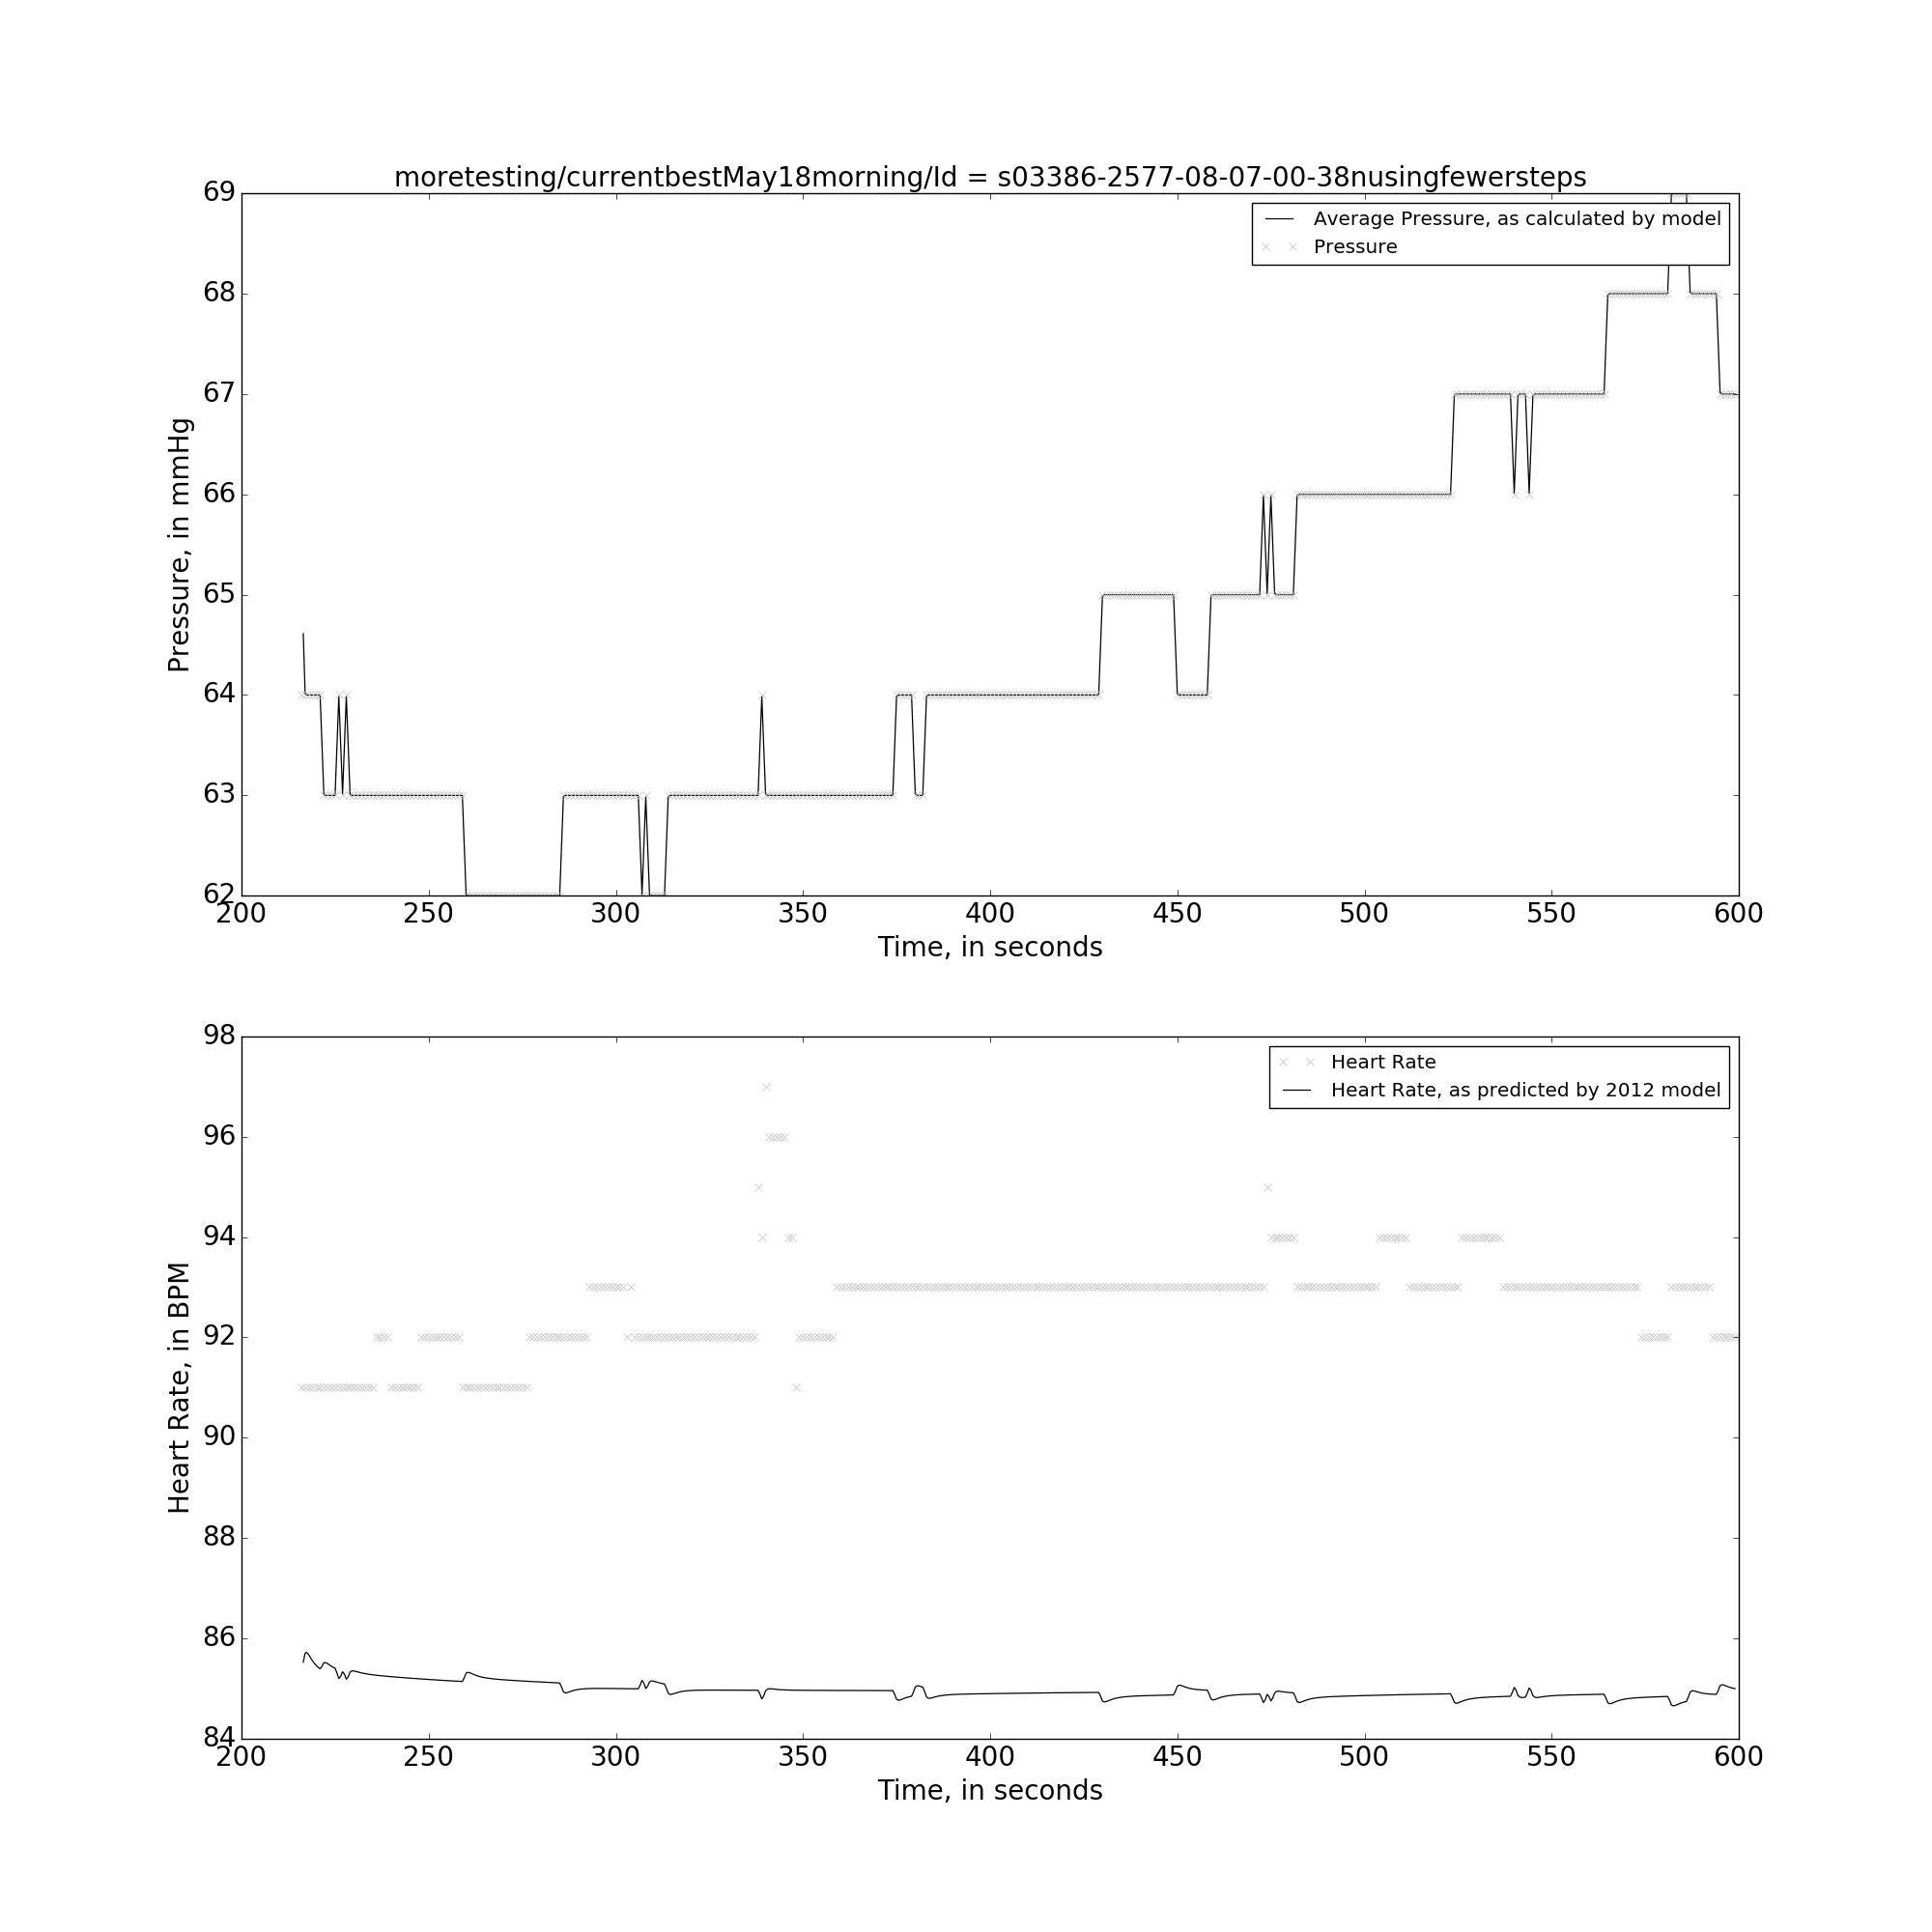 moretesting/currentbestMay18morning/Id = s03386-2577-08-07-00-38nusingfewersteps
69
68
67
66
65
64
63
62
Pressure, in mmHg
Average Pressure, as calculated by model
Pressure
200 250 300 350 400 450 500 550 600
Time, in seconds
98
96
94
92
90
88
86
84
Heart Rate, in BPM
Heart Rate
Heart Rate, as predicted by 2012 model
200 250 300 350 400 450 500 550 600
Time, in seconds